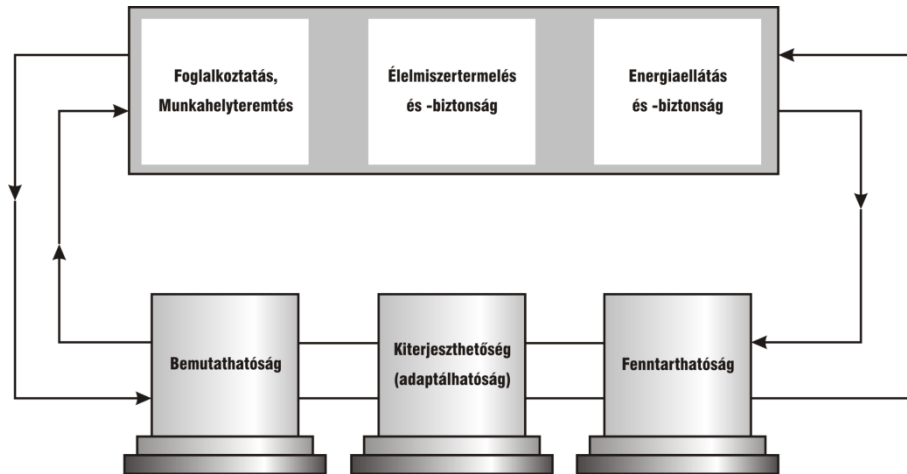 Foglalkoztatás,
Munkahelyteremtés
Élelmiszertermelés
és -biztonság
Energiaellátás
és -biztonság
Bemutathatóság
Kiterjeszthetőség
(adaptálhatóság)
Fenntarthatóság